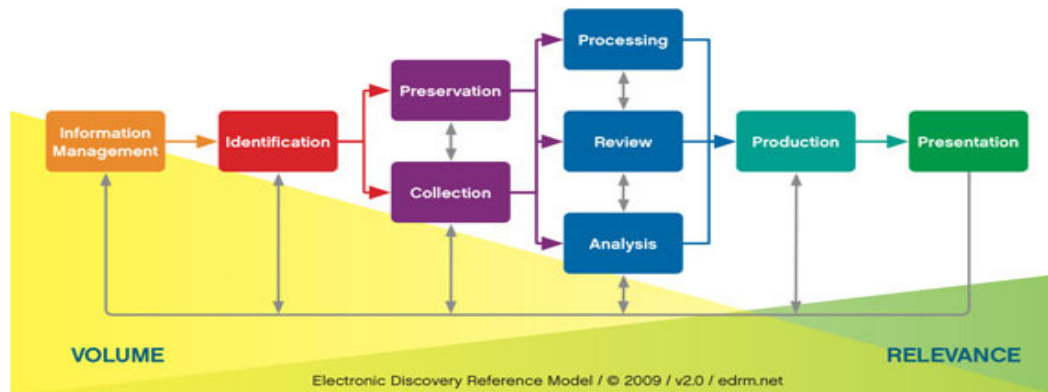 Information
Management
Identification
Preservation
Collection
Processing
Review
Analysis
Production
Presentation
VOLUME
RELEVANCE
Electronic Discovery Reference Model / © 2009 / v2.0 / edrm.net